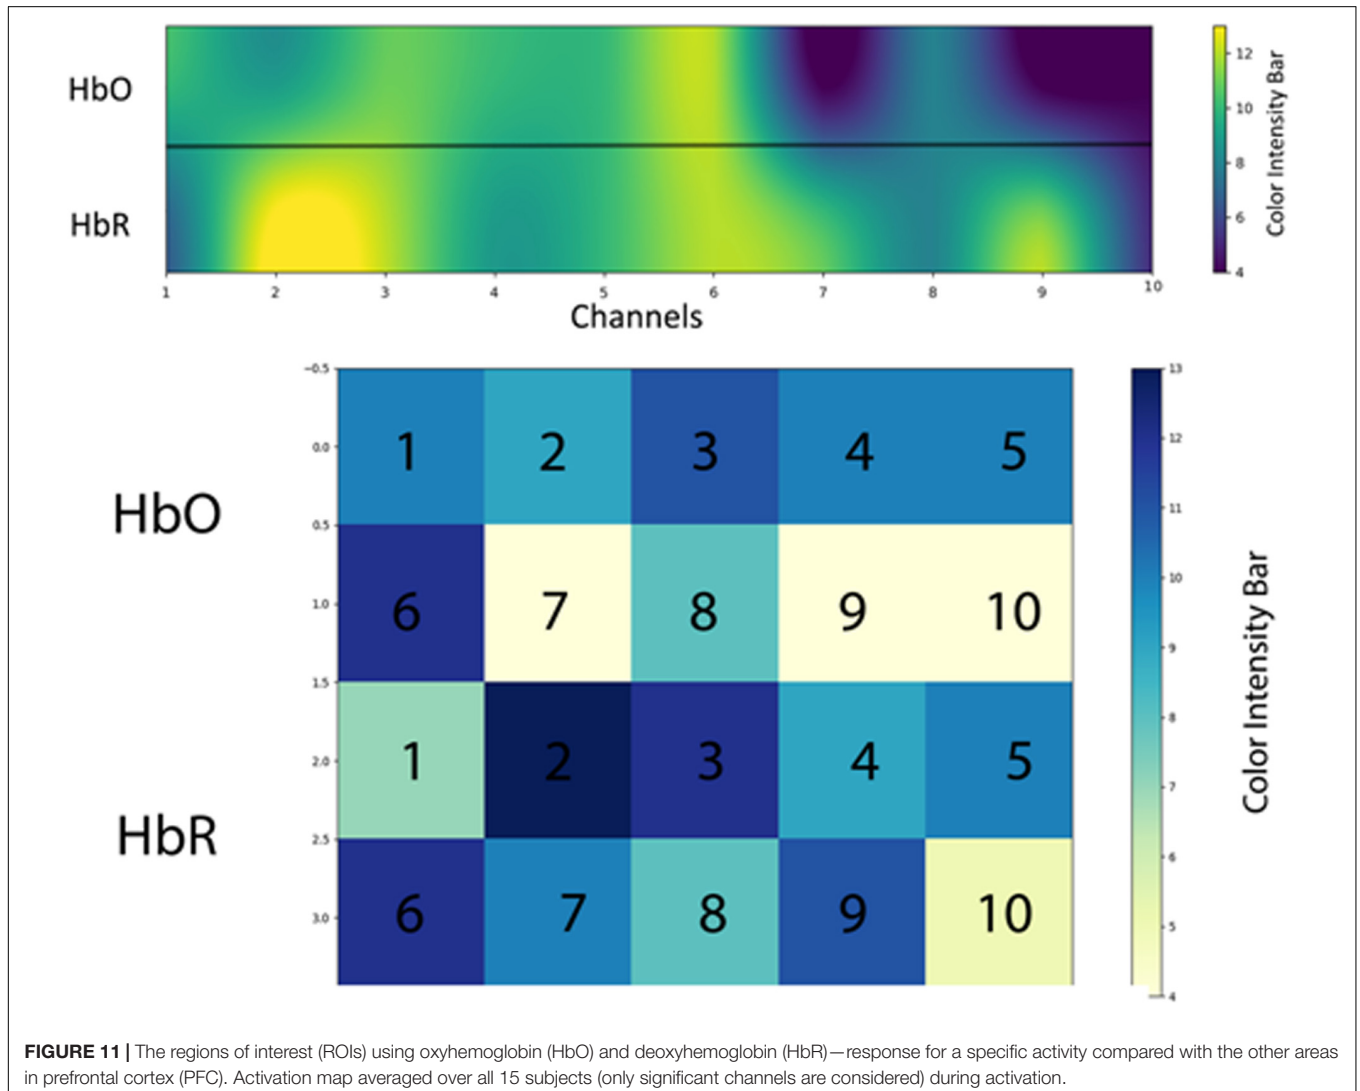 HbO
HbR
1 2 3 4 5 6 7 8 9 10
Channels
12
10
8
6
4
Color Intensity Bar
HbO
HbR
−0.5
0.0
0.5
1.0
1.5
2.0
2.5
3.0
1 2 3 4 5
6 7 8 9 10
1 2 3 4 5
6 7 8 9 10
13
12
11
10
9
8
7
6
5
4
Color Intensity Bar
FIGURE 11 | The regions of interest (ROIs) using oxyhemoglobin (HbO) and deoxyhemoglobin (HbR)—response for a specific activity compared with the other areas
in prefrontal cortex (PFC). Activation map averaged over all 15 subjects (only significant channels are considered) during activation.